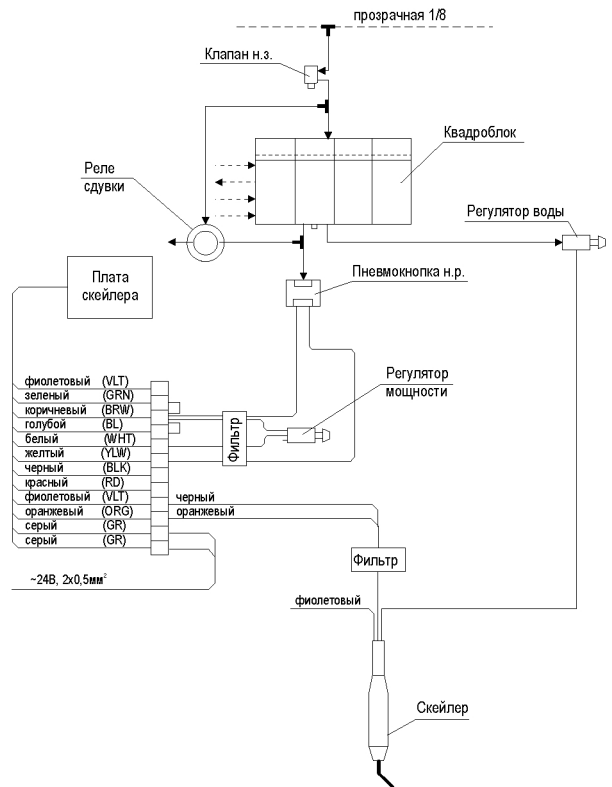 прозрачная 1/8
Клапан н.з.
Квадроблок
Реле
сдувки
Регулятор воды
Плата
скейлера
Пневмокнопка н.р.
фиолетовый (VLT)
зеленый (GRN)
коричневый (BRW)
голубой (BL)
белый (WHT)
желтый (YLW)
черный (BLK)
красный (RD)
фиолетовый (VLT)
оранжевый (ORG)
серый (GR)
серый (GR)
Фильтр
Регулятор
мощности
черный
оранжевый
~24В, 2х0,5мм²
Фильтр
фиолетовый
Скейлер